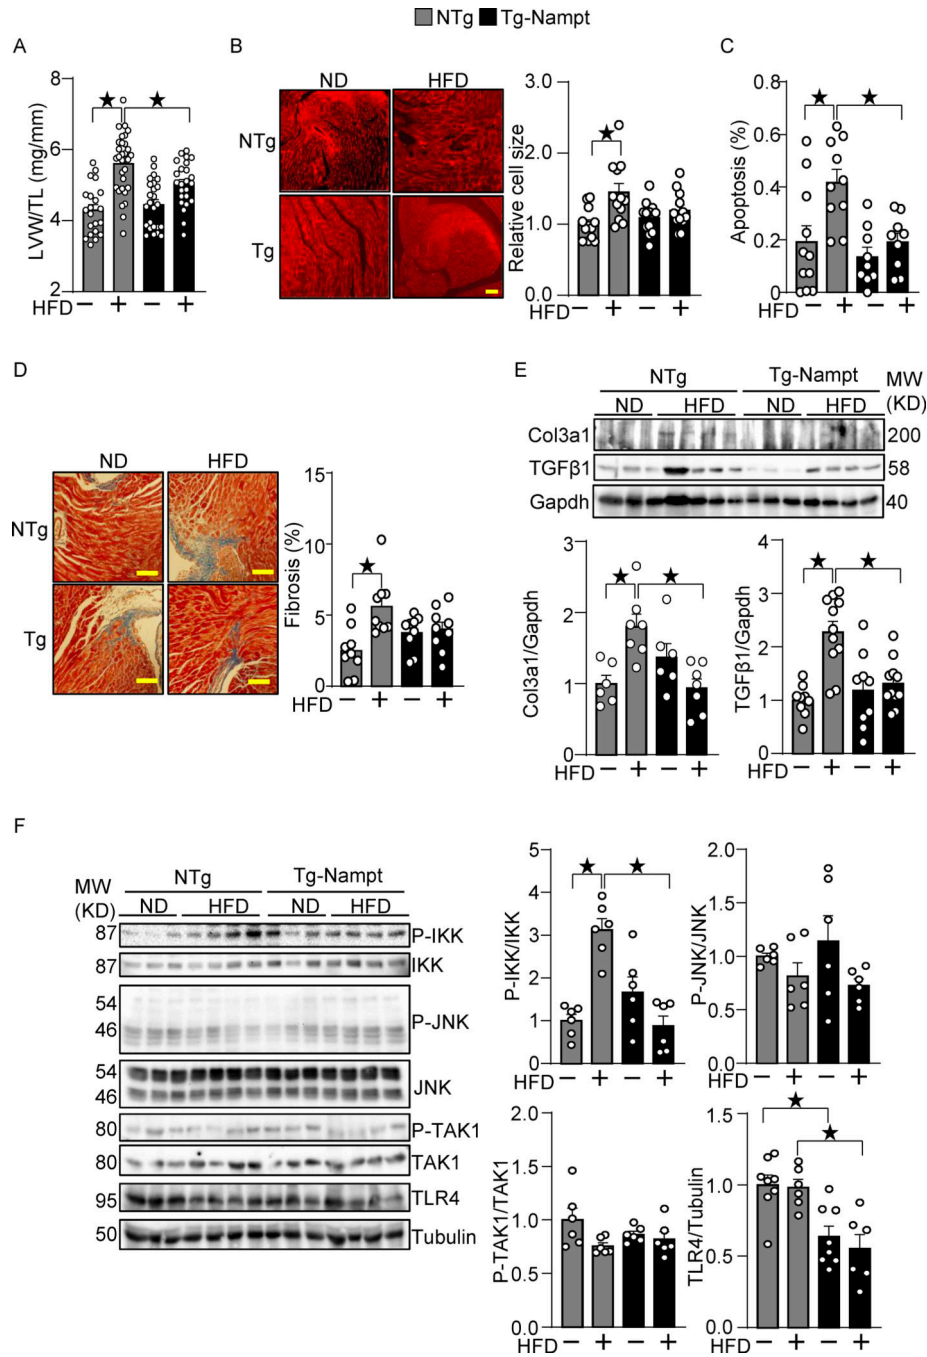 NTg Tg-Nampt
A
LVW/TL (ng/mm)
8
6
4
2
HFD − + − +
B
ND HFD
NTg
Tg
Relative cell size
3.0
2.0
1.0
0.0
HFD − + − +
C
Apoptosis (%)
0.8
0.6
0.4
0.2
0
HFD − + − +
D
ND HFD
NTg
Tg
Fibrosis (%)
15
10
5
0
HFD − + − +
E
NTg Tg-Nampt MW
ND HFD ND HFD (KD)
Col3a1 200
TGFβ1 58
Gapdh 40
Col3a1/Gapdh
3
2
1
0
HFD − + − +
TGFβ1/Gapdh
4
3
2
1
0
HFD − + − +
F
MW NTg Tg-Nampt
(KD) ND HFD ND HFD
87 P-IKK
87 IKK
54
46 P-JNK
54
46 JNK
80 P-TAK1
80 TAK1
95 TLR4
50 Tubulin
P-IKK/IKK
5
4
3
2
1
0
HFD − + − +
P-JNK/JNK
2.0
1.5
1.0
0.5
0.0
HFD − + − +
P-TAK1/TAK1
2.0
1.5
1.0
0.5
0.0
HFD − + − +
TLR4/Tubulin
1.5
1.0
0.5
0.0
HFD − + − +